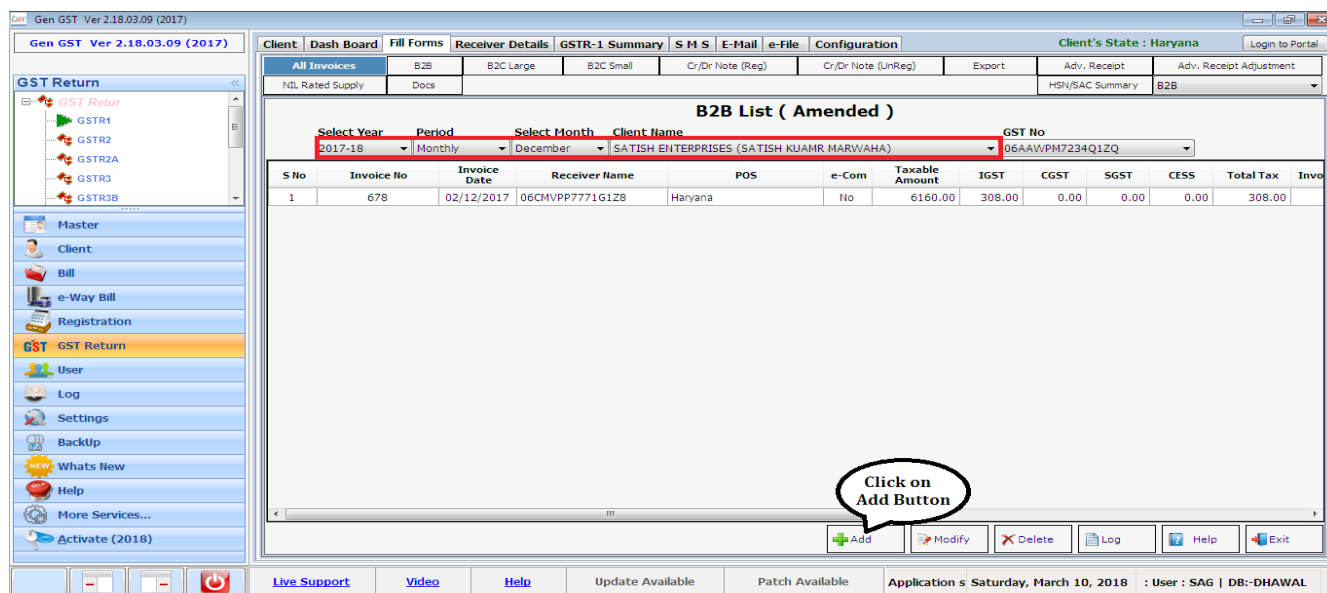 Gen GST Ver 2.18.03.09 (2017)
Gen GST Ver 2.18.03.09 (2017)
Client Dash Board Fill Forms Receiver Details GSTR-1 Summary S M S E-Mail e-File Configuration Client's State : Haryana Login to Portal
All Invoices B2B B2C Large B2C Small Cr/Dr Note (Reg) Cr/Dr Note (UnReg) Export Adv. Receipt Adv. Receipt Adjustment
NIL Rated Supply Docs HSN/SAC Summary B2B
GST Return
GST Retur
GSTR1
GSTR2
GSTR2A
GSTR3
GSTR3B
Master
Client
Bill
e-Way Bill
Registration
GST GST Return
User
Log
Settings
BackUp
NEW Whats New
Help
More Services...
Activate (2018)
B2B List ( Amended )
Select Year Period Select Month Client Name GST No
2017-18 Monthly December SATISH ENTERPRISES (SATISH KUAMR MARWAHA) 06AAWPM7234Q1ZQ
S No Invoice No Invoice Date Receiver Name POS e-Com Taxable Amount IGST CGST SGST CESS Total Tax Invo
1 678 02/12/2017 06CMVPP7771G1Z8 Haryana No 6160.00 308.00 0.00 0.00 0.00 308.00
Click on
Add Button
Add Modify Delete Log Help Exit
Live Support Video Help Update Available Patch Available Application s Saturday, March 10, 2018 : User : SAG | DB:-DHAWAL